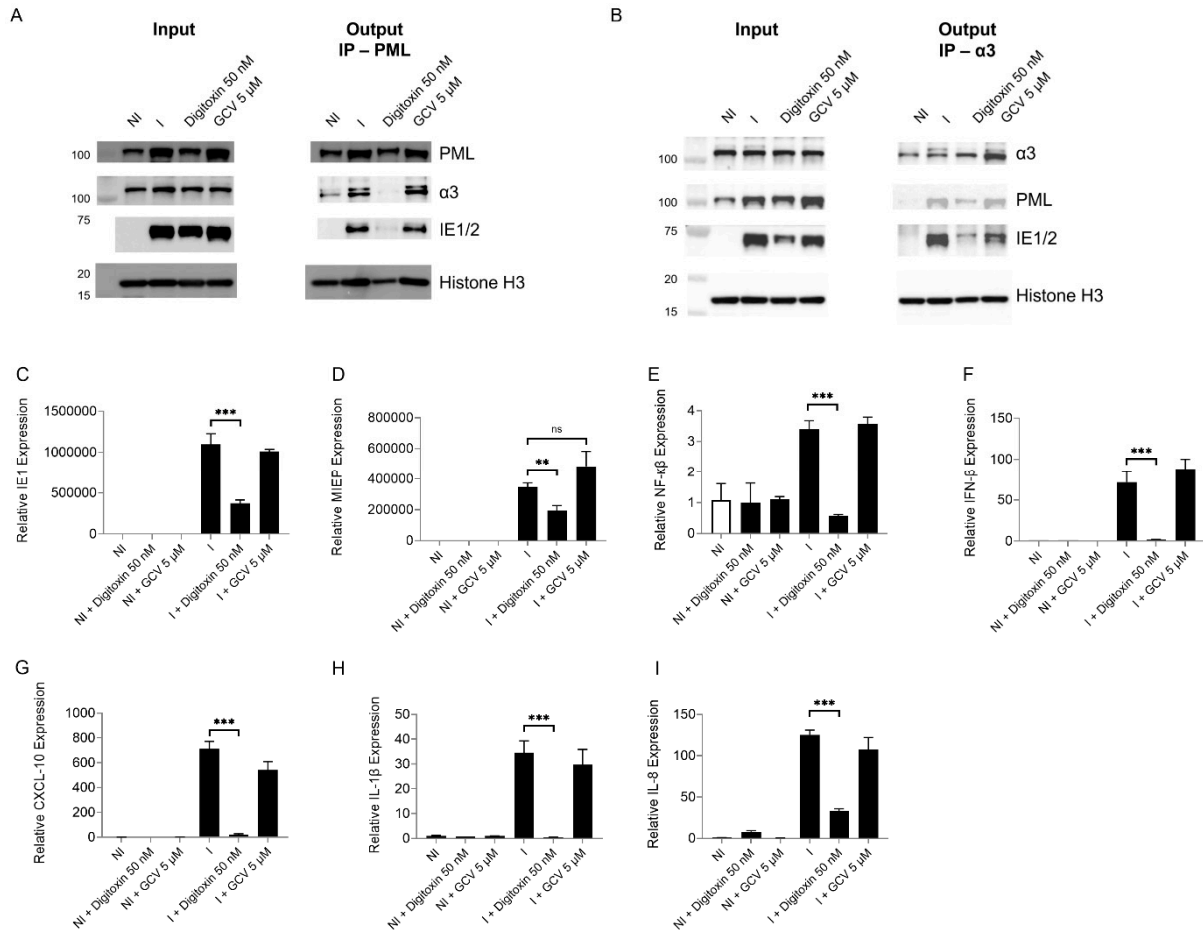 A
Input
Output
IP – PML
NI
I
Digitoxin 50 nM
GCV 5 µM
NI
I
Digitoxin 50 nM
GCV 5 µM
100
PML
100
α3
75
IE1/2
20
15
Histone H3
B
Input
Output
IP – α3
NI
I
Digitoxin 50 nM
GCV 5 µM
NI
I
Digitoxin 50 nM
GCV 5 µM
100
α3
100
PML
75
IE1/2
20
15
Histone H3
C
Relative IE1 Expression
1500000
1000000
500000
0
***
NI
NI + Digitoxin 50 nM
NI + GCV 5 µM
I
I + Digitoxin 50 nM
I + GCV 5 µM
D
Relative MIEP Expression
800000
600000
400000
200000
0
ns
**
NI
NI + Digitoxin 50 nM
NI + GCV 5 µM
I
I + Digitoxin 50 nM
I + GCV 5 µM
E
Relative NF-κβ Expression
4
3
2
1
0
***
NI
NI + Digitoxin 50 nM
NI + GCV 5 µM
I
I + Digitoxin 50 nM
I + GCV 5 µM
F
Relative IFN-β Expression
150
100
50
0
***
NI
NI + Digitoxin 50 nM
NI + GCV 5 µM
I
I + Digitoxin 50 nM
I + GCV 5 µM
G
Relative CXCL-10 Expression
1000
800
600
400
200
0
***
NI
NI + Digitoxin 50 nM
NI + GCV 5 µM
I
I + Digitoxin 50 nM
I + GCV 5 µM
H
Relative IL-1β Expression
50
40
30
20
10
0
***
NI
NI + Digitoxin 50 nM
NI + GCV 5 µM
I
I + Digitoxin 50 nM
I + GCV 5 µM
I
Relative IL-8 Expression
150
100
50
0
***
NI
NI + Digitoxin 50 nM
NI + GCV 5 µM
I
I + Digitoxin 50 nM
I + GCV 5 µM